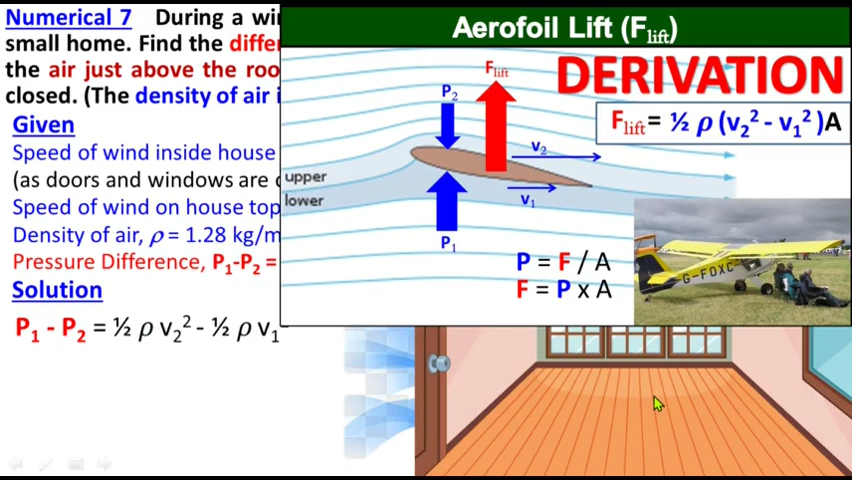 Numerical 7 During a wi
small home. Find the differ
the air just above the roo
closed. (The density of air i
Given
Speed of wind inside house
(as doors and windows are c
Speed of wind on house top
Density of air, ρ = 1.28 kg/m
Pressure Difference, P₁-P₂ =
Solution
P₁ - P₂ = ½ ρ v₂² - ½ ρ v₁
Aerofoil Lift (Flift)
DERIVATION
Flift = ½ ρ (v₂² - v₁²)A
Flift
P₂
v₂
upper
lower
v₁
P₁
P = F / A
F = P x A
G-FOXC